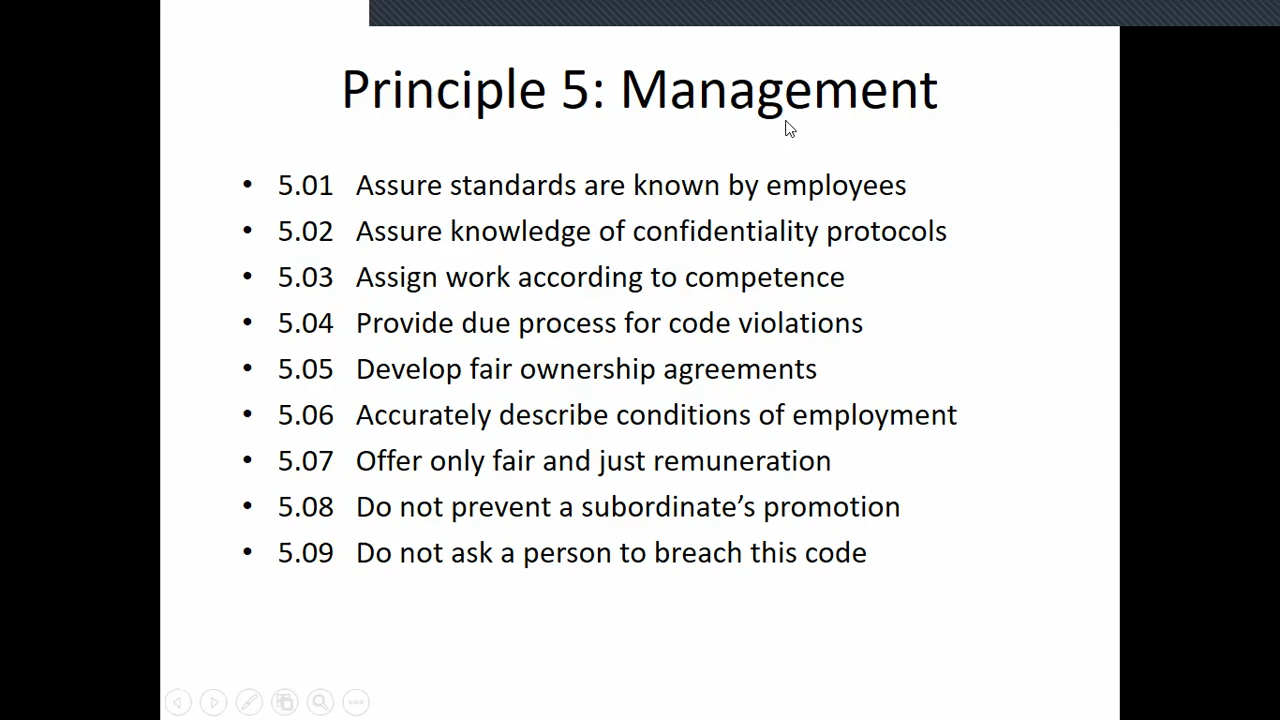 Principle 5: Management
• 5.01 Assure standards are known by employees
• 5.02 Assure knowledge of confidentiality protocols
• 5.03 Assign work according to competence
• 5.04 Provide due process for code violations
• 5.05 Develop fair ownership agreements
• 5.06 Accurately describe conditions of employment
• 5.07 Offer only fair and just remuneration
• 5.08 Do not prevent a subordinate’s promotion
• 5.09 Do not ask a person to breach this code